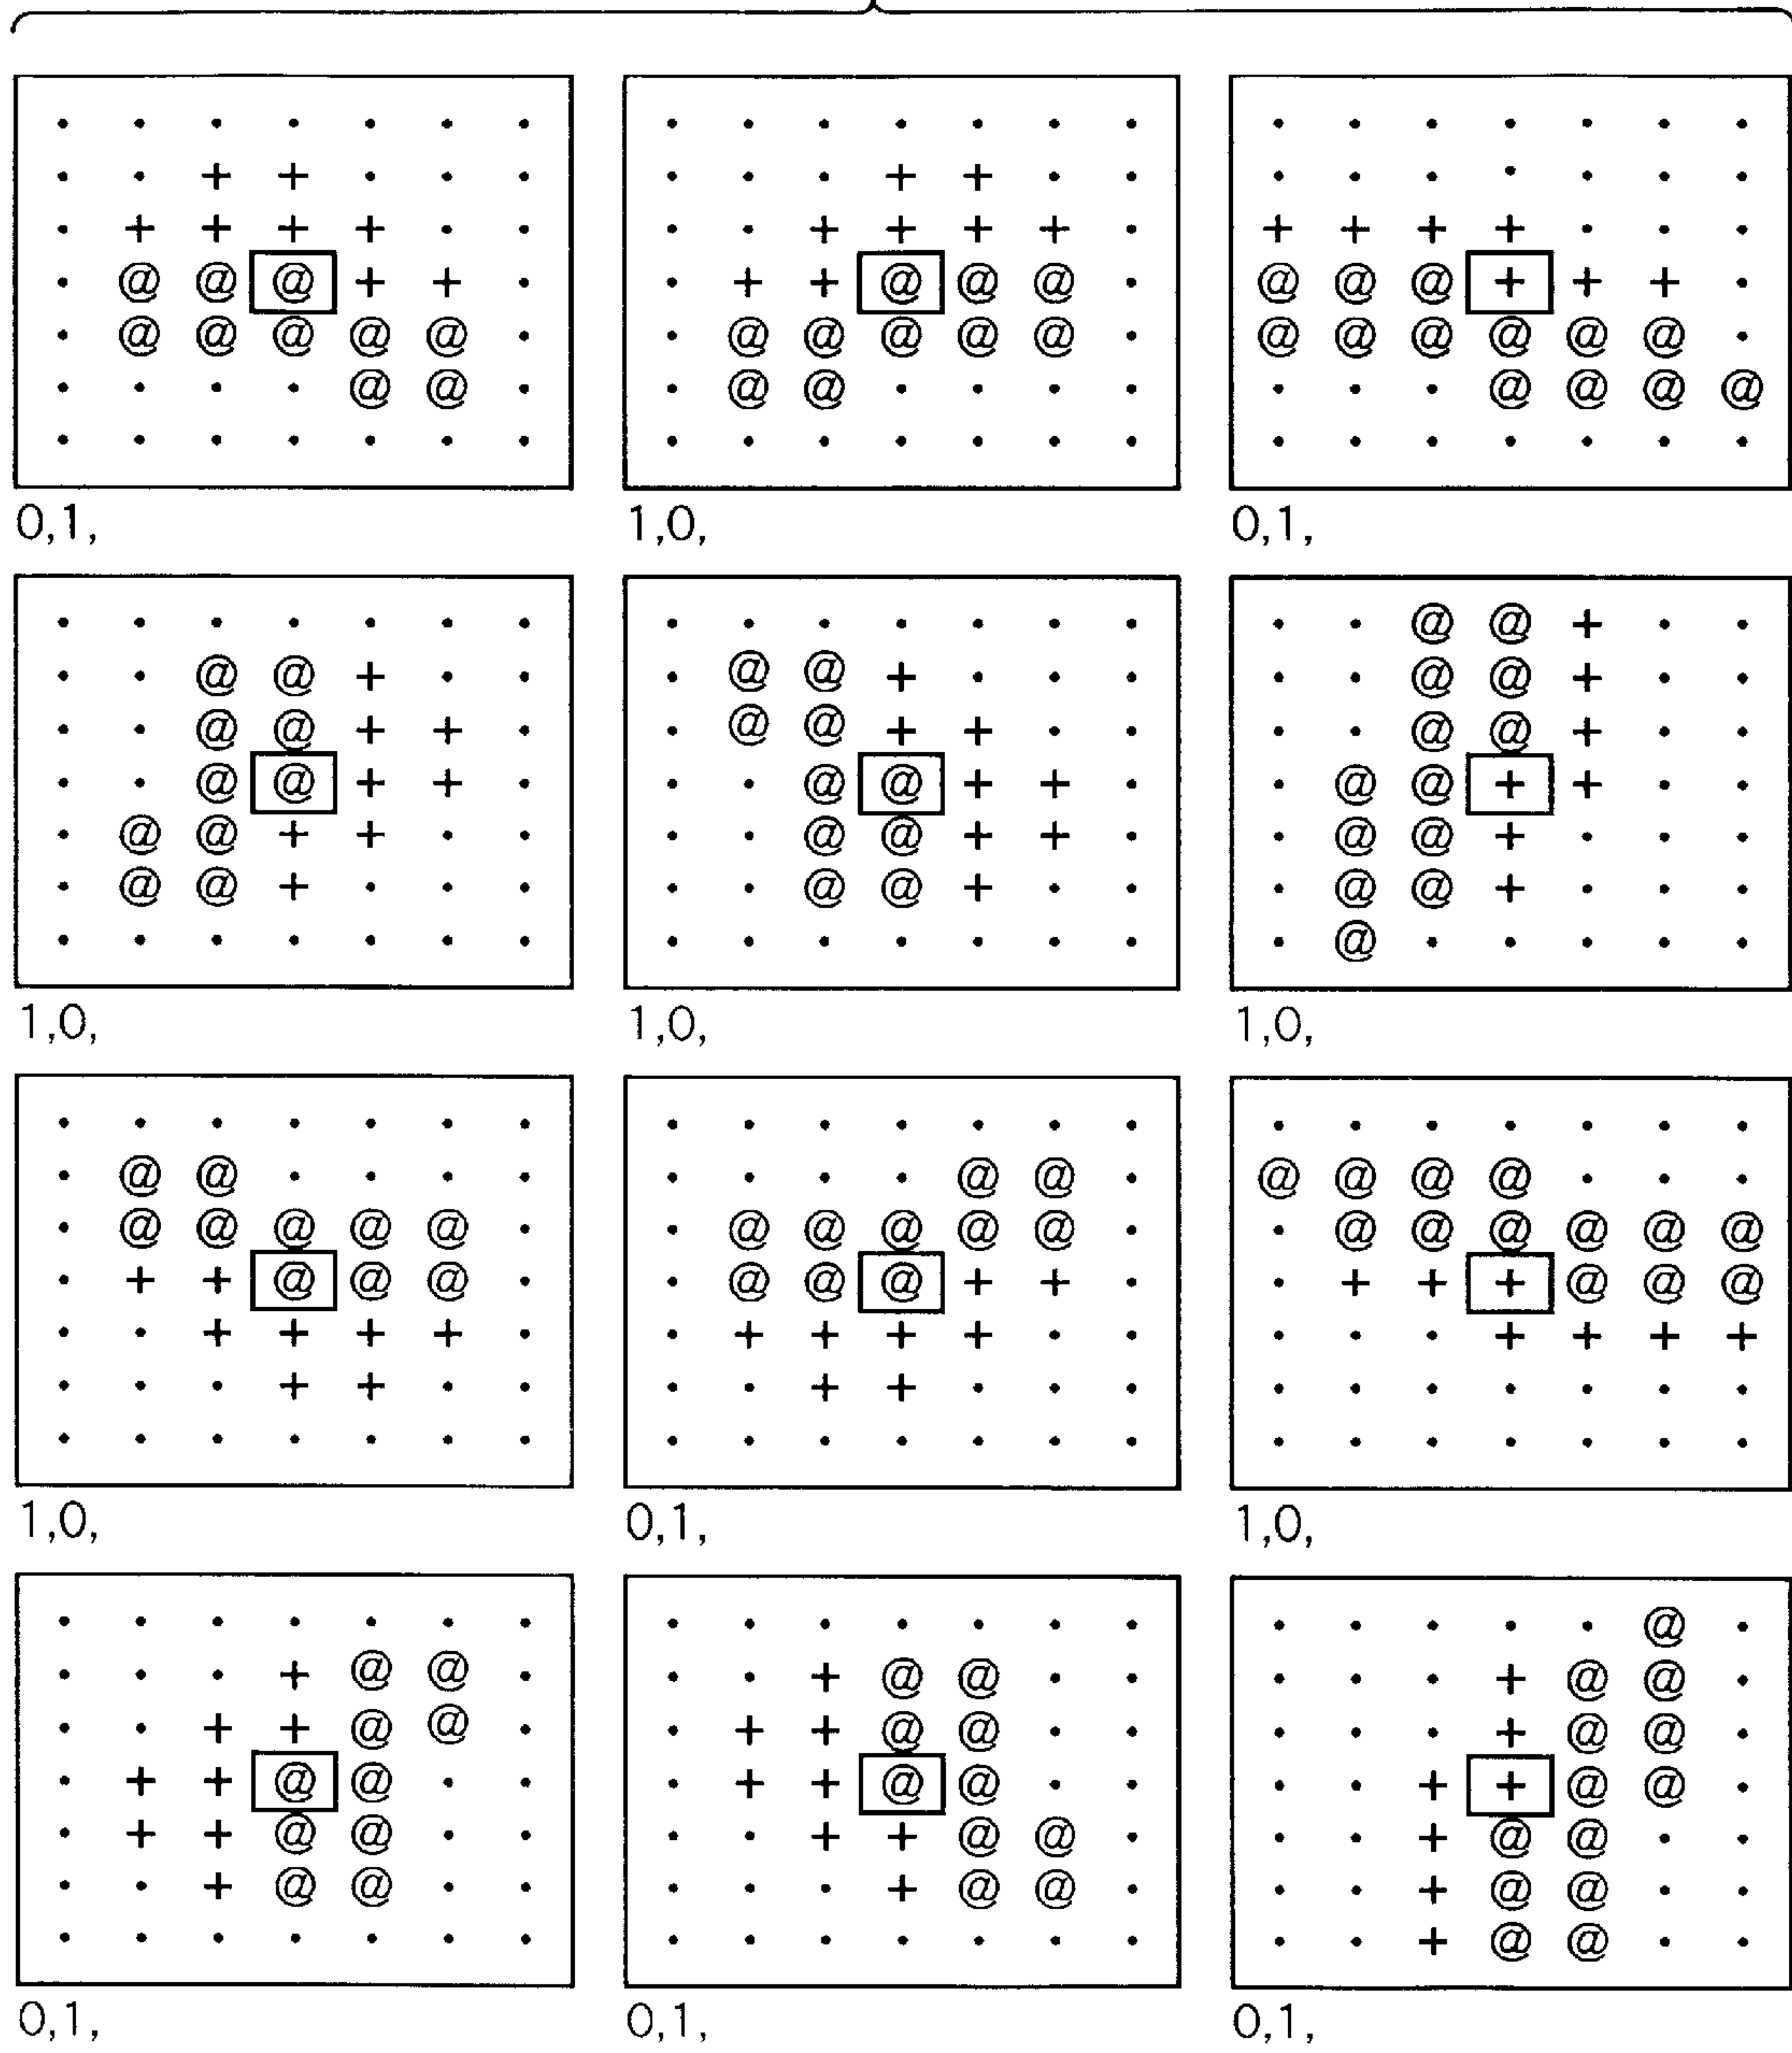 . . . . . . .   . . . . . . .   . . . . . . .
. . + + . . .   . . . + + . .   . . . . . . .
. + + + + . .   . . + + + + .   + + + + . . .
. @ @ @ + + .   . + + @ @ @ .   @ @ @ + + + .
. @ @ @ @ @ .   . @ @ @ @ @ .   @ @ @ @ @ @ .
. . . . @ @ .   . @ @ . . . .   . . . @ @ @ @
. . . . . . .   . . . . . . .   . . . . . . .
0,1,   1,0,   0,1,
. . . . . . .   . . . . . . .   . . @ @ + . .
. . @ @ + . .   . @ @ + . . .   . . @ @ + . .
. . @ @ + + .   . @ @ + + . .   . . @ @ + . .
. . @ @ + + .   . . @ @ + + .   . @ @ + + . .
. @ @ + + . .   . . @ @ + + .   . @ @ + . . .
. @ @ + . . .   . . @ @ + . .   . @ @ + . . .
. . . . . . .   . . . . . . .   . @ . . . . .
1,0,   1,0,   1,0,
. . . . . . .   . . . . . . .   . . . . . . .
. @ @ . . . .   . . . . @ @ .   @ @ @ @ . . .
. @ @ @ @ @ .   . @ @ @ @ @ .   . @ @ @ @ @ @
. + + @ @ @ .   . @ @ @ + + .   . + + + @ @ @
. . + + + + .   . + + + + . .   . . . + + + +
. . . + + . .   . . + + . . .   . . . . . . .
. . . . . . .   . . . . . . .   . . . . . . .
1,0,   0,1,   1,0,
. . . . . . .   . . . . . . .   . . . . . @ .
. . . + @ @ .   . . + @ @ . .   . . . + @ @ .
. . + + @ @ .   . + + @ @ . .   . . . + @ @ .
. + + @ @ . .   . + + @ @ . .   . . + + @ @ .
. + + @ @ . .   . . + + @ @ .   . . + @ @ . .
. . + @ @ . .   . . . + @ @ .   . . + @ @ . .
. . . . . . .   . . . . . . .   . . + @ @ . .
0,1,   0,1,   0,1,